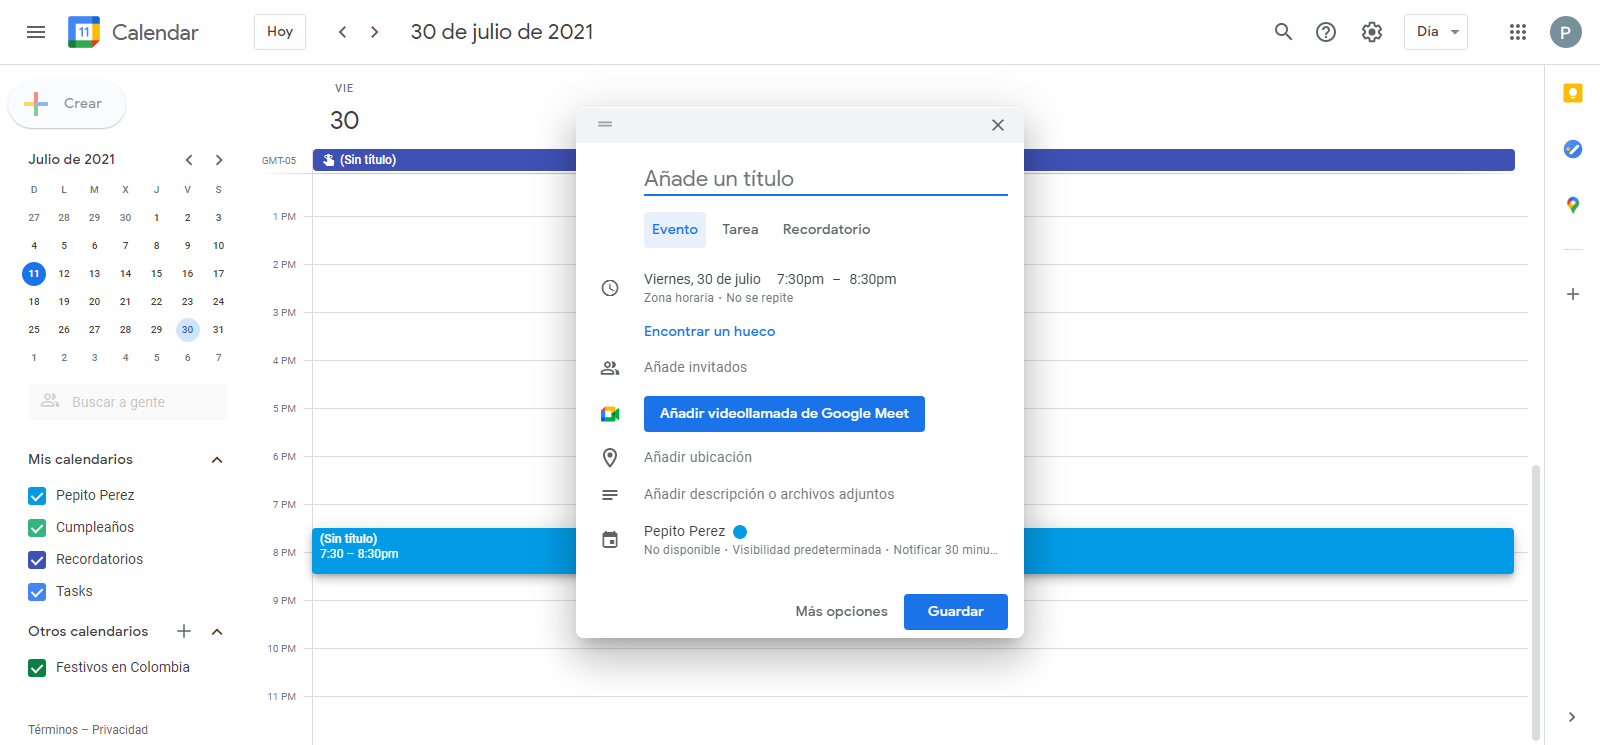 11 Calendar Hoy 30 de julio de 2021 Día P
Crear
Julio de 2021
D L M X J V S
27 28 29 30 1 2 3
4 5 6 7 8 9 10
11 12 13 14 15 16 17
18 19 20 21 22 23 24
25 26 27 28 29 30 31
1 2 3 4 5 6 7
Buscar a gente
Mis calendarios
Pepito Perez
Cumpleaños
Recordatorios
Tasks
Otros calendarios
Festivos en Colombia
Términos – Privacidad
VIE
30
GMT-05 (Sin título)
1 PM
2 PM
3 PM
4 PM
5 PM
6 PM
7 PM
8 PM
9 PM
10 PM
11 PM
(Sin título)
7:30 – 8:30pm
Añade un título
Evento Tarea Recordatorio
Viernes, 30 de julio 7:30pm – 8:30pm
Zona horaria · No se repite
Encontrar un hueco
Añade invitados
Añadir videollamada de Google Meet
Añadir ubicación
Añadir descripción o archivos adjuntos
Pepito Perez
No disponible · Visibilidad predeterminada · Notificar 30 minu...
Más opciones Guardar